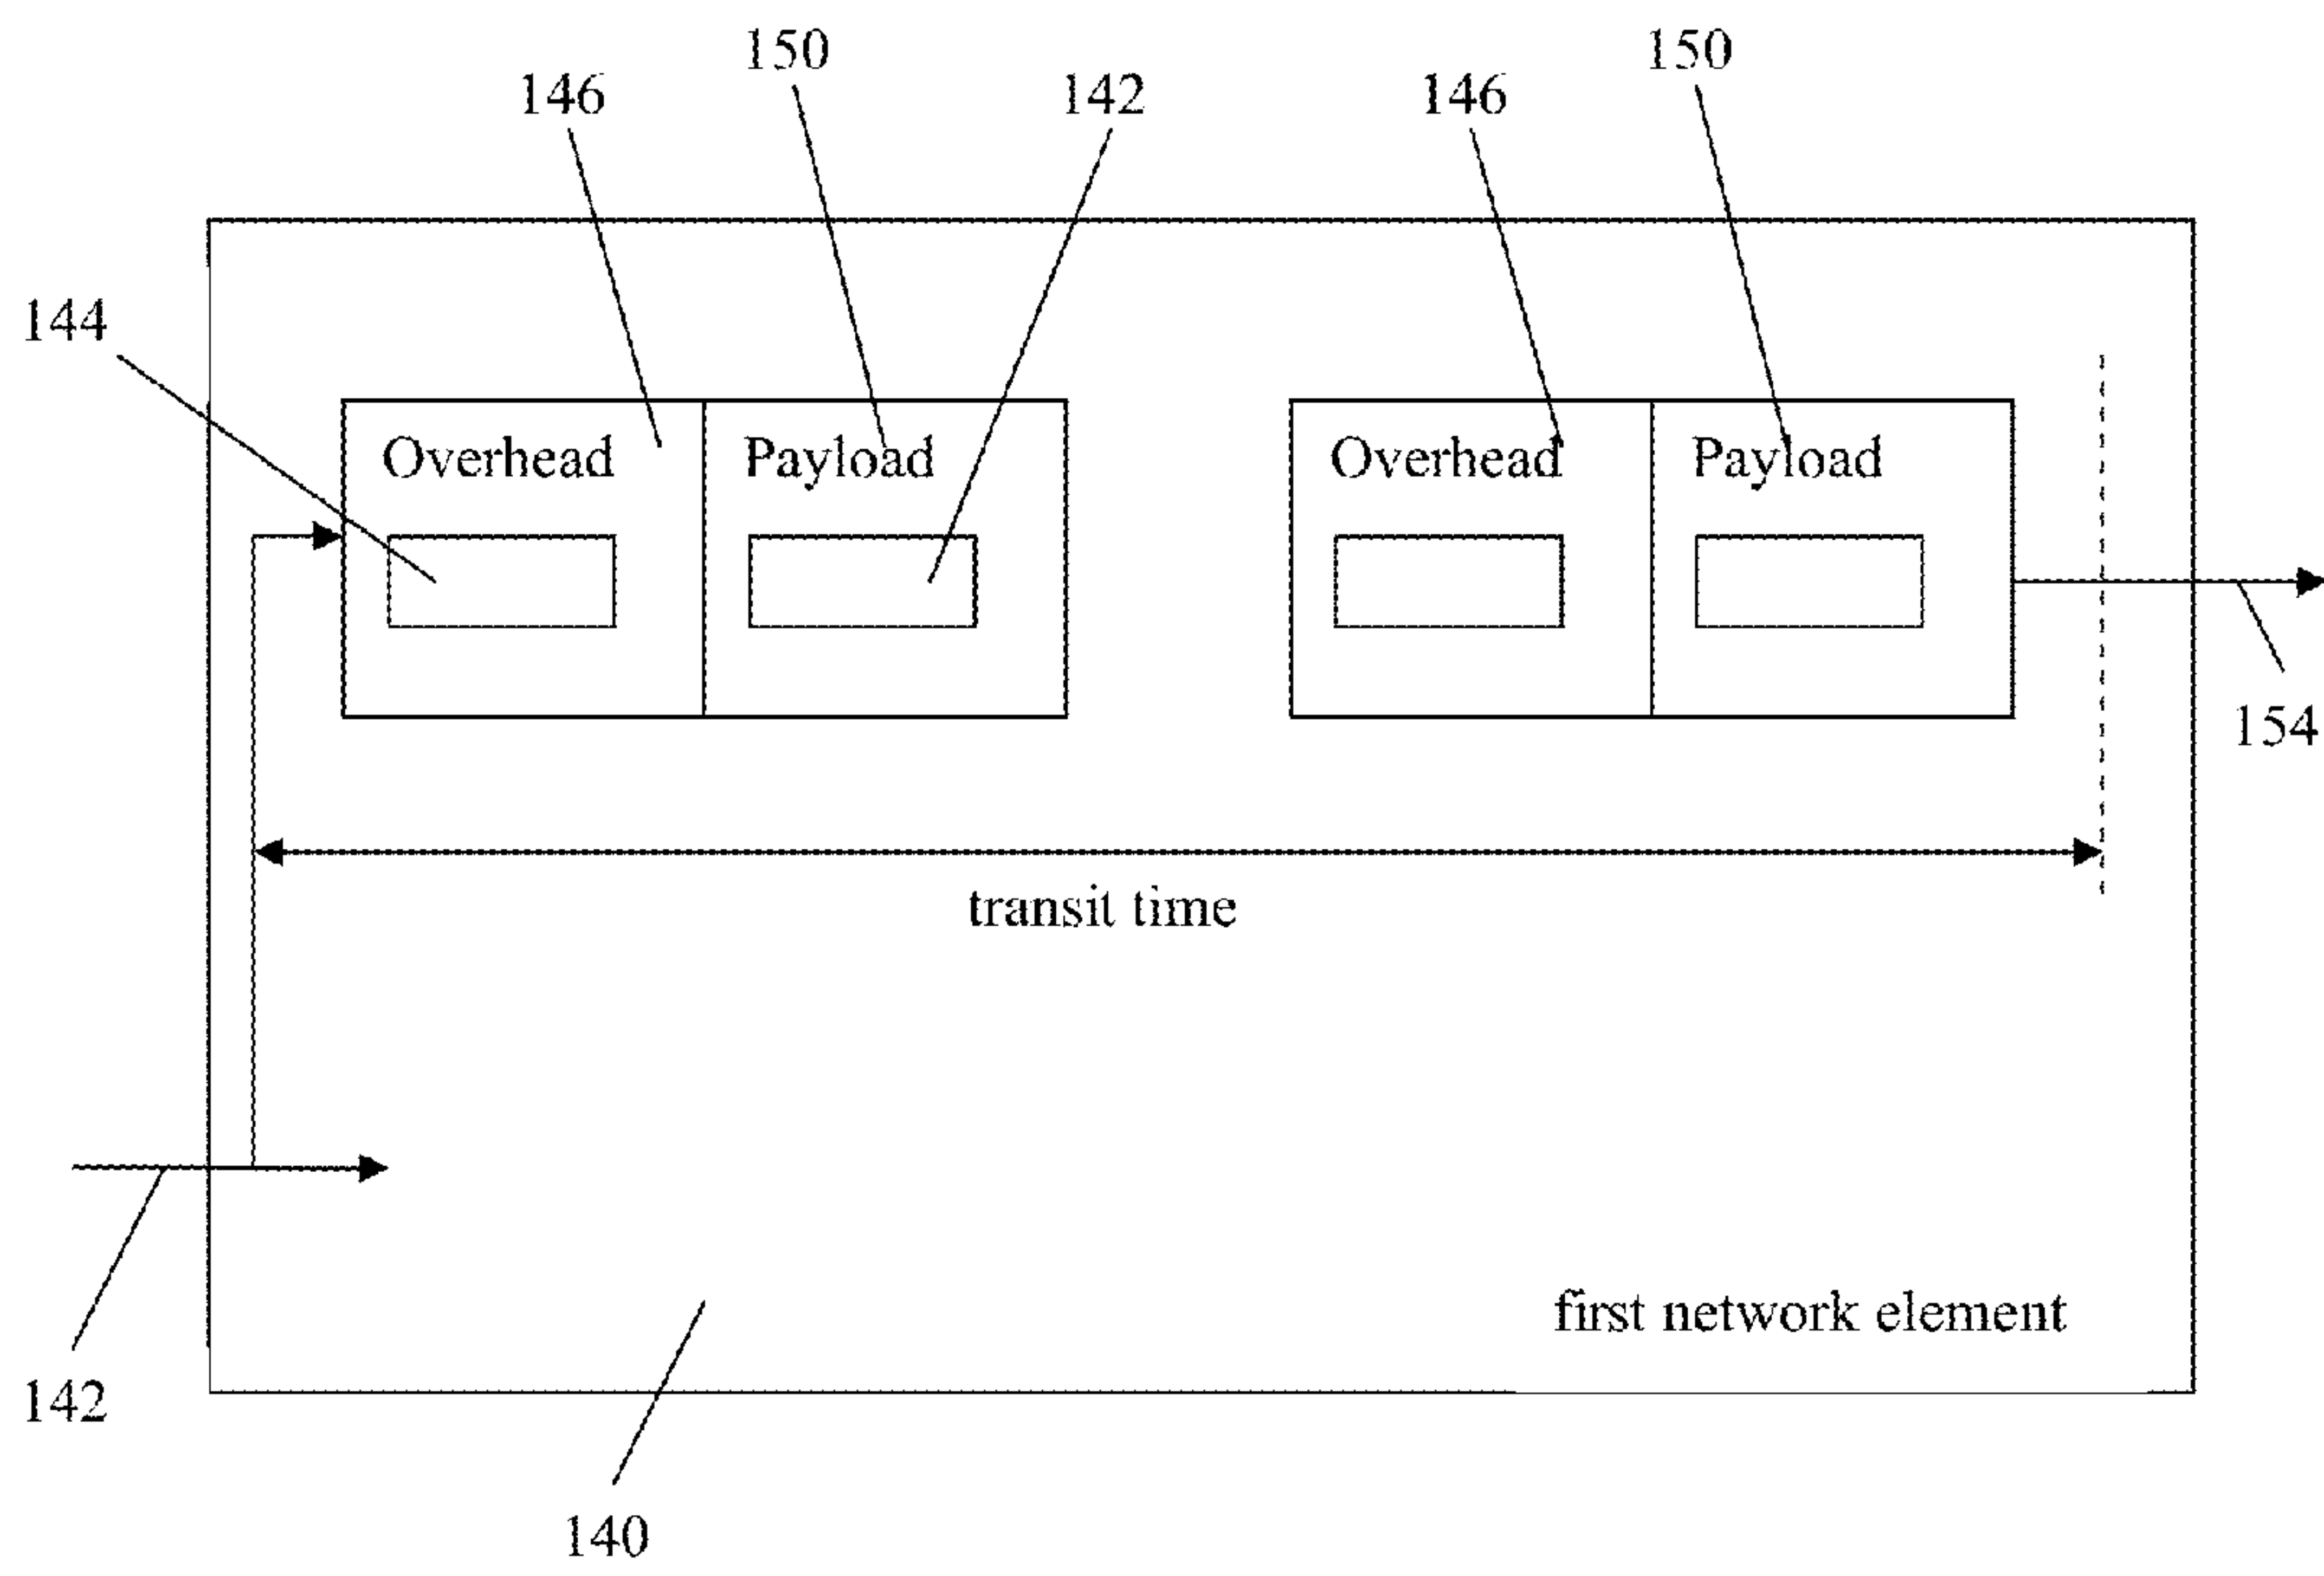 150
150
146
142
146
144
Overhead
Payload
Overhead
Payload
154
transit time
first network element
142
140